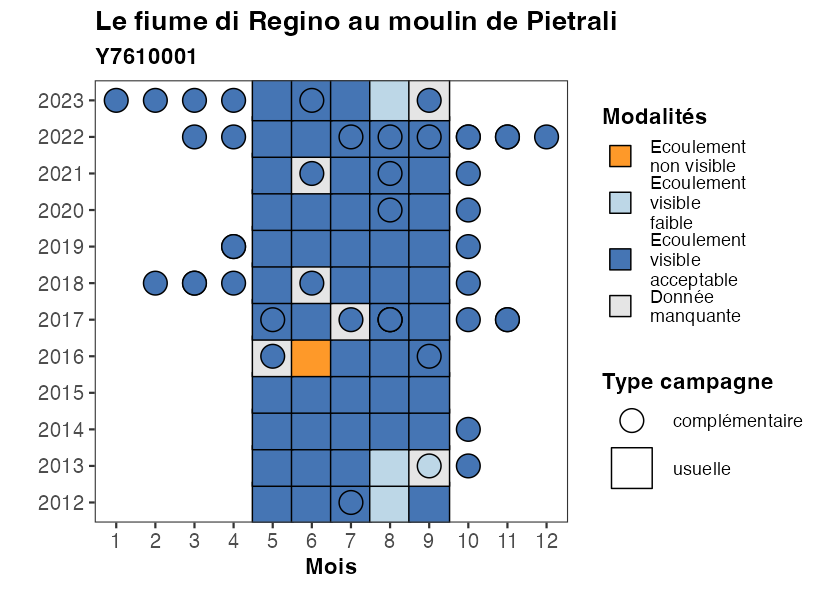 Le fiume di Regino au moulin de Pietrali
Y7610001
2023
2022
2021
2020
2019
2018
2017
2016
2015
2014
2013
2012
1 2 3 4 5 6 7 8 9 10 11 12
Mois
Modalités
Ecoulement
non visible
Ecoulement
visible
faible
Ecoulement
visible
acceptable
Donnée
manquante
Type campagne
complémentaire
usuelle